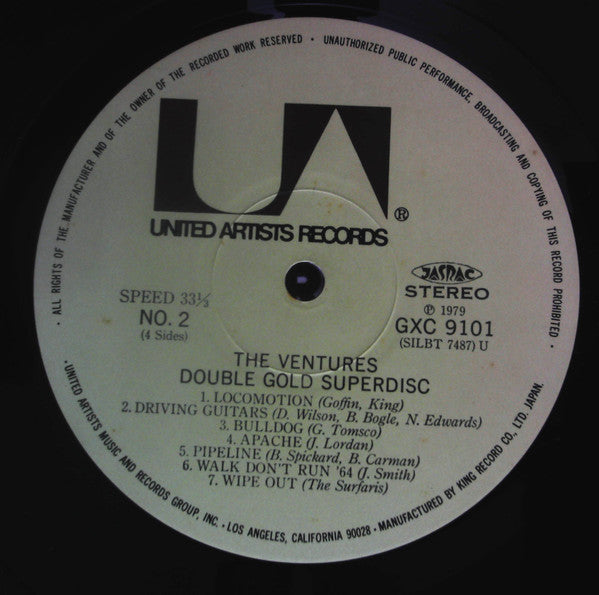 · ALL RIGHTS OF THE MANUFACTURER AND OF THE OWNER OF THE RECORDED WORK RESERVED · UNAUTHORIZED PUBLIC PERFORMANCE, BROADCASTING AND COPYING OF THIS RECORD PROHIBITED ·
UA
®
UNITED ARTISTS RECORDS
JASRAC
SPEED 33⅓
STEREO
NO. 2
℗ 1979
(4 Sides)
GXC 9101
(SILBT 7487) U
THE VENTURES
DOUBLE GOLD SUPERDISC
1. LOCOMOTION (Goffin, King)
2. DRIVING GUITARS (D. Wilson, B. Bogle, N. Edwards)
3. BULLDOG (G. Tomsco)
4. APACHE (J. Lordan)
5. PIPELINE (B. Spickard, B. Carman)
6. WALK DON'T RUN '64 (J. Smith)
7. WIPE OUT (The Surfaris)
· UNITED ARTISTS MUSIC AND RECORDS GROUP, INC. · LOS ANGELES, CALIFORNIA 90028 · MANUFACTURED BY KING RECORD CO., LTD. JAPAN.